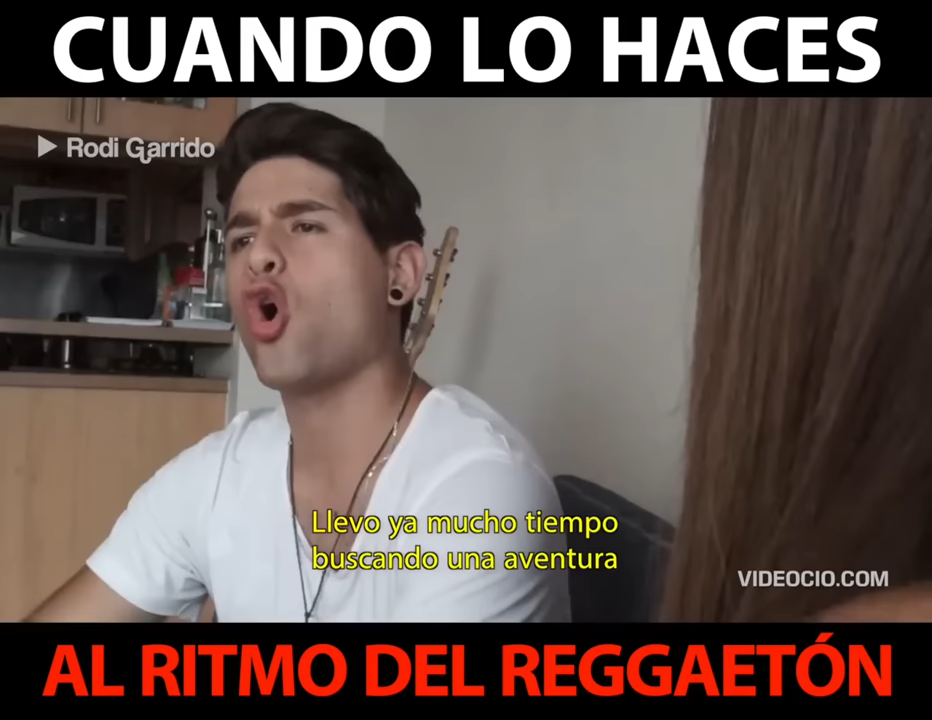 CUANDO LO HACES
Rodi Garrido
Llevo ya mucho tiempo
buscando una aventura
VIDEOCIO.COM
AL RITMO DEL REGGAETÓN